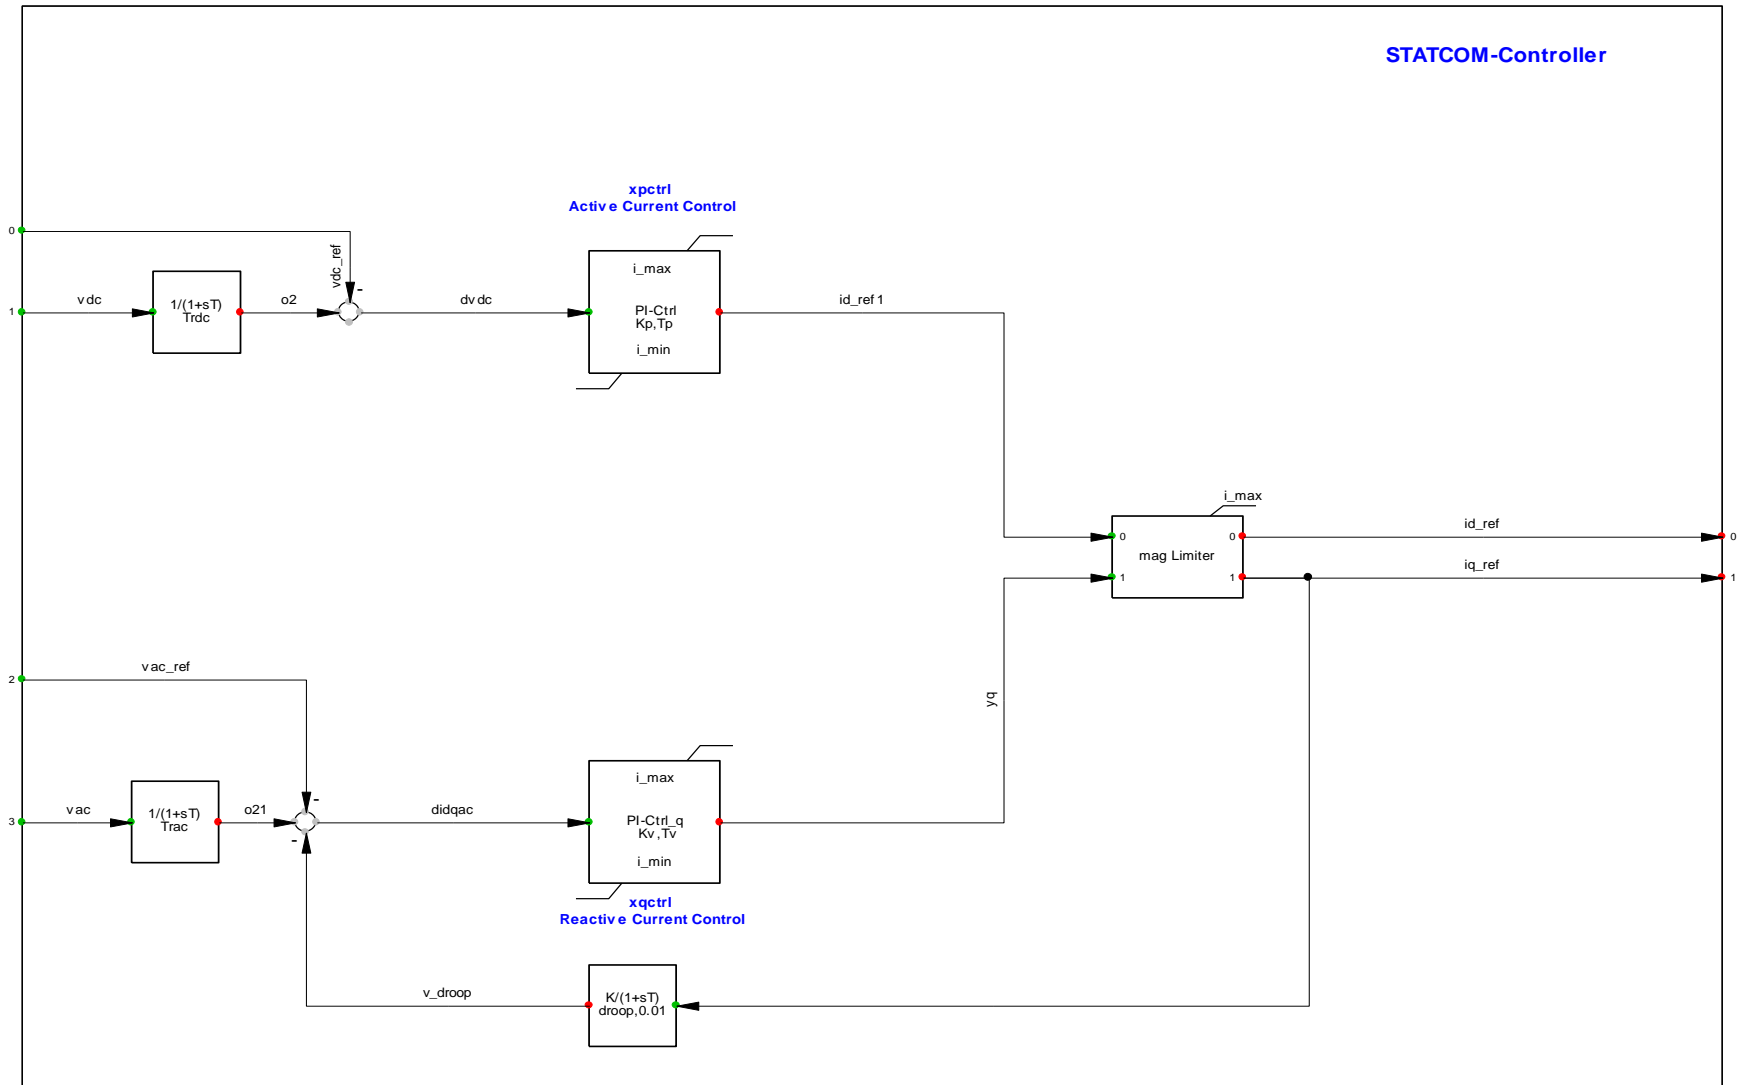 STATCOM-Controller
xpctrl
Active Current Control
0
vdc_ref
-
i_max
1
vdc
1/(1+sT)
Trdc
o2
dvdc
PI-Ctrl
Kp,Tp
id_ref1
i_min
i_max
0
0
id_ref
0
mag Limiter
1
1
iq_ref
1
2
vac_ref
yq
i_max
-
3
vac
1/(1+sT)
Trac
o21
didqac
PI-Ctrl_q
Kv,Tv
-
i_min
xqctrl
Reactive Current Control
v_droop
K/(1+sT)
droop,0.01